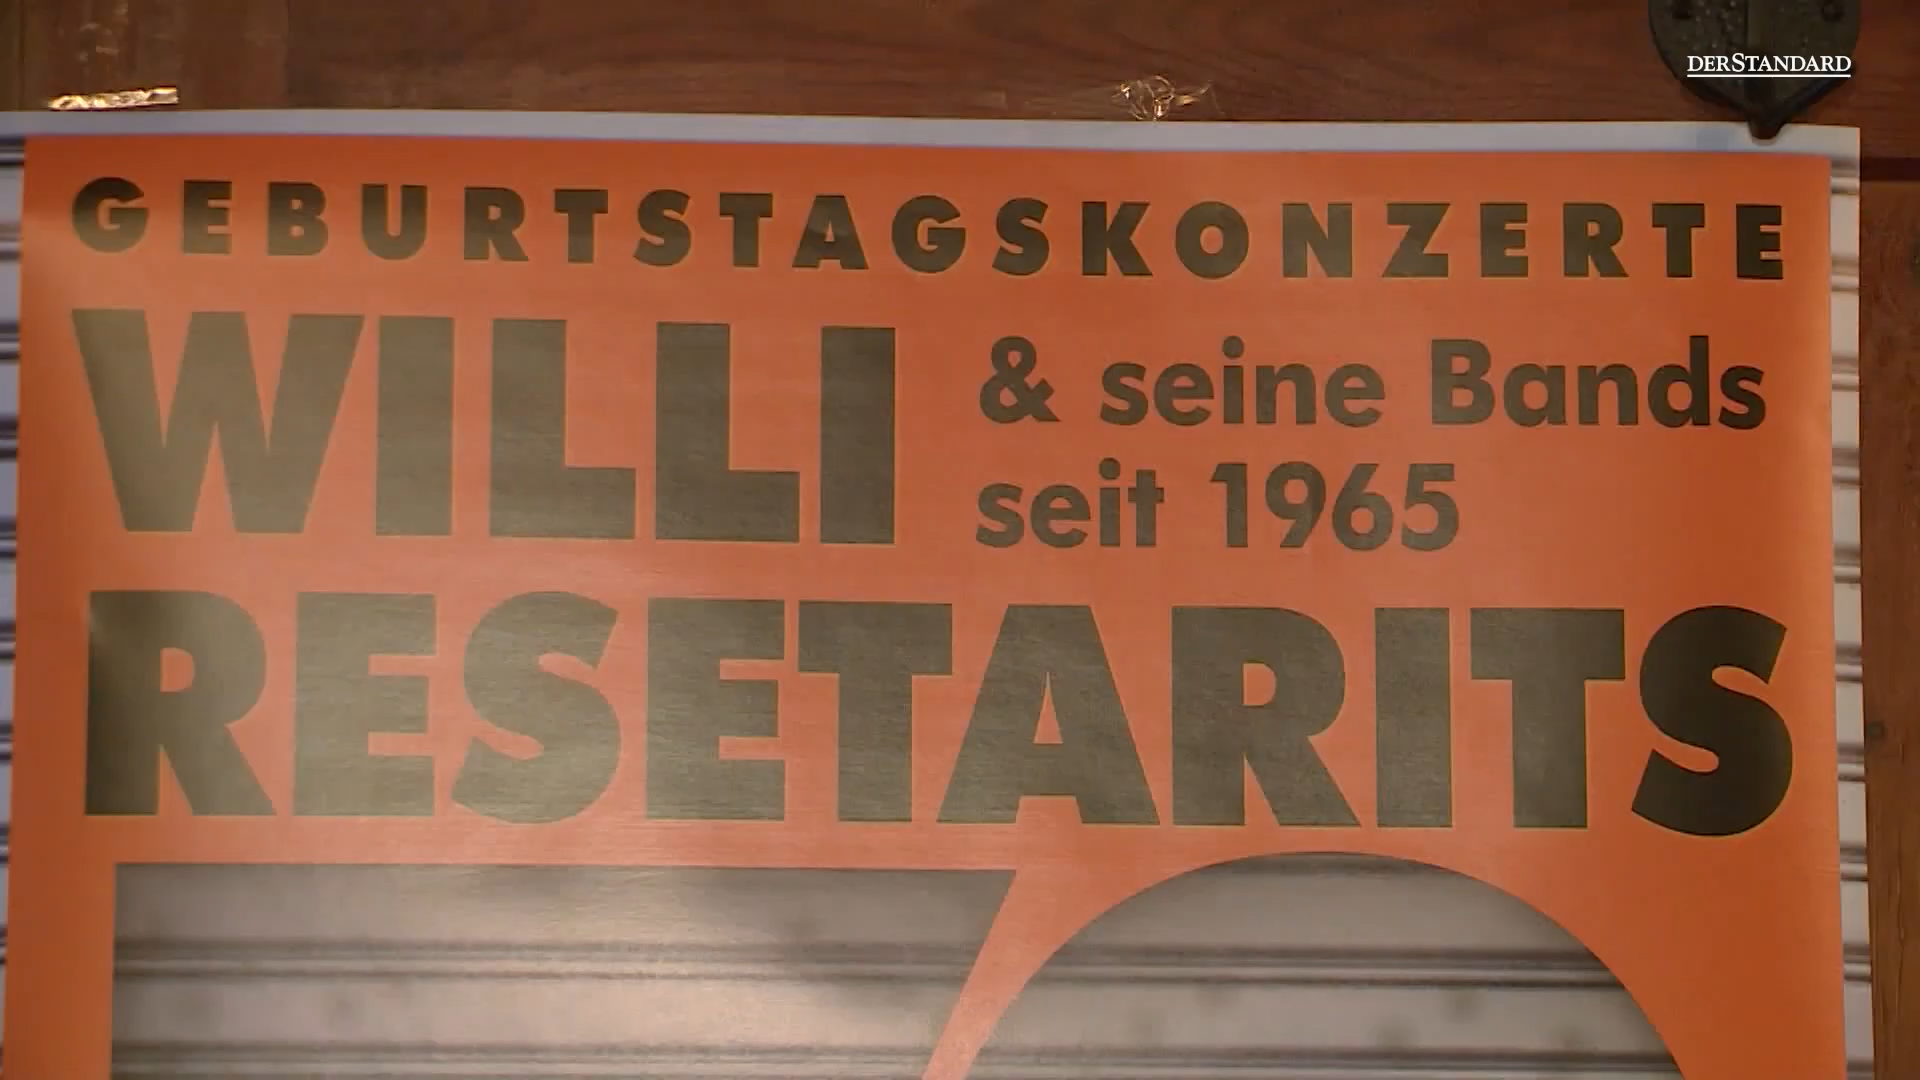 DERSTANDARD
GEBURTSTAGSKONZERTE
WILLI & seine Bands
seit 1965
RESETARITS